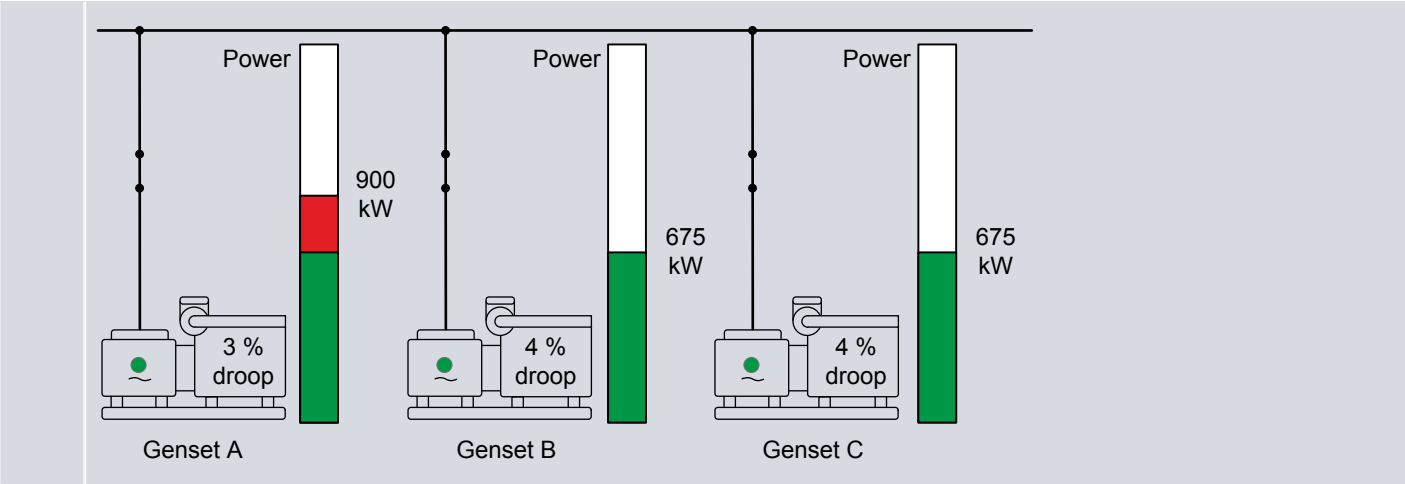 Power
900
kW
3 %
droop
Genset A
Power
675
kW
4 %
droop
Genset B
Power
675
kW
4 %
droop
Genset C